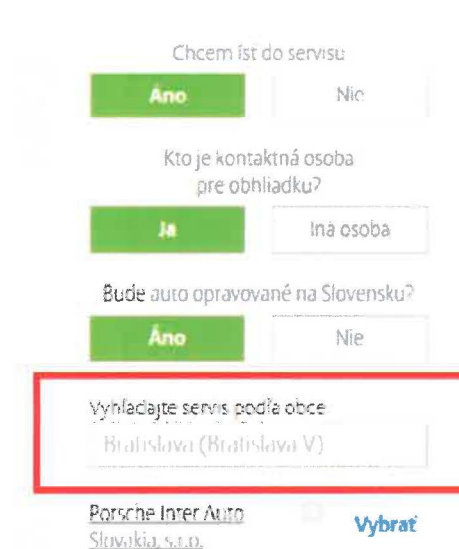 Chcem ísť do servisu
Áno
Nie
Kto je kontaktná osoba
pre obhliadku?
Ja
Iná osoba
Bude auto opravované na Slovensku?
Áno
Nie
Vyhľadajte servis podľa obce
Bratislava (Bratislava V)
Porsche Inter Auto
Slovakia, s.r.o.
Vybrať